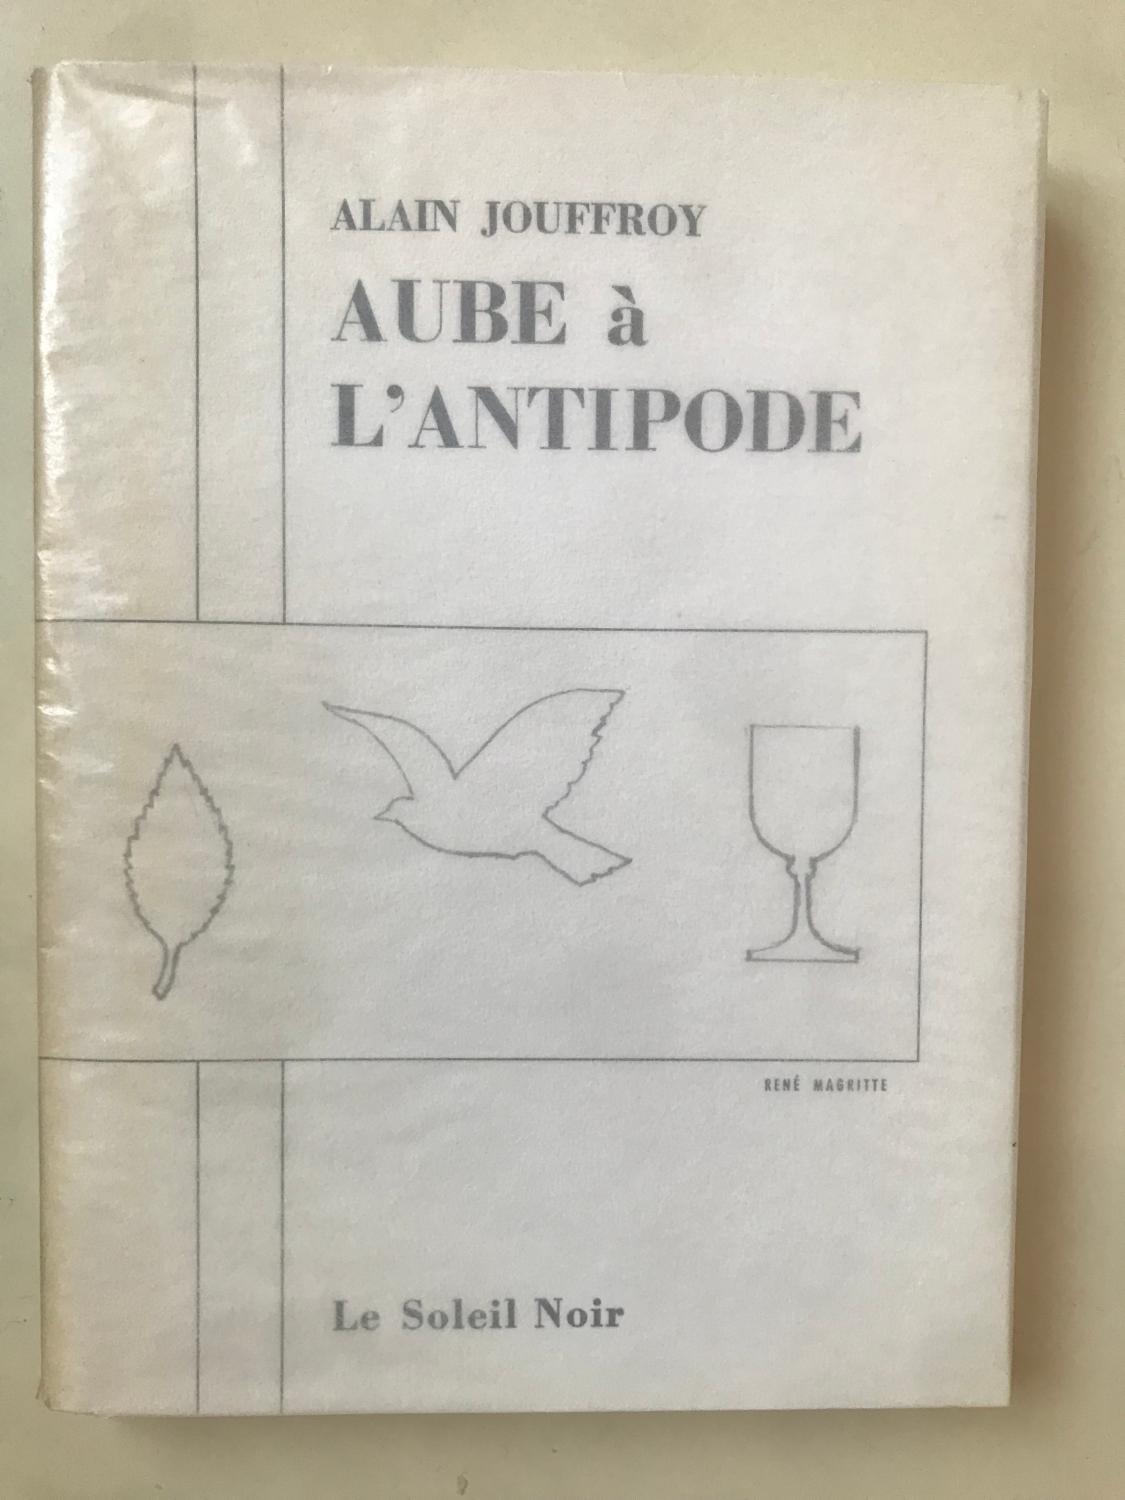 ALAIN JOUFFROY
AUBE à
L'ANTIPODE
RENÉ MAGRITTE
Le Soleil Noir